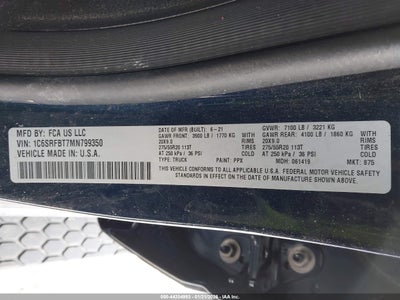 MFD BY: FCA US LLC
DATE OF MFR (BUILT): 6-21
GVWR: 7100 LB / 3221 KG
VIN: 1C6SRFBT7MN799350
GAWR FRONT: 3900 LB / 1770 KG
GAWR REAR: 4100 LB / 1860 KG
VEHICLE MADE IN U.S.A.
20X9.0
RIMS
20X9.0
275/55R20 113T
TIRES
275/55R20 113T
AT 250 kPa / 36 PSI
AT 250 kPa / 36 PSI
TYPE: TRUCK
PAINT: PPX
MDH: 061419
MKT: 875
THIS VEHICLE CONFORMS TO ALL APPLICABLE U.S.A. FEDERAL MOTOR VEHICLE SAFETY STANDARDS
IN EFFECT ON THE DATE OF MANUFACTURE SHOWN ABOVE.